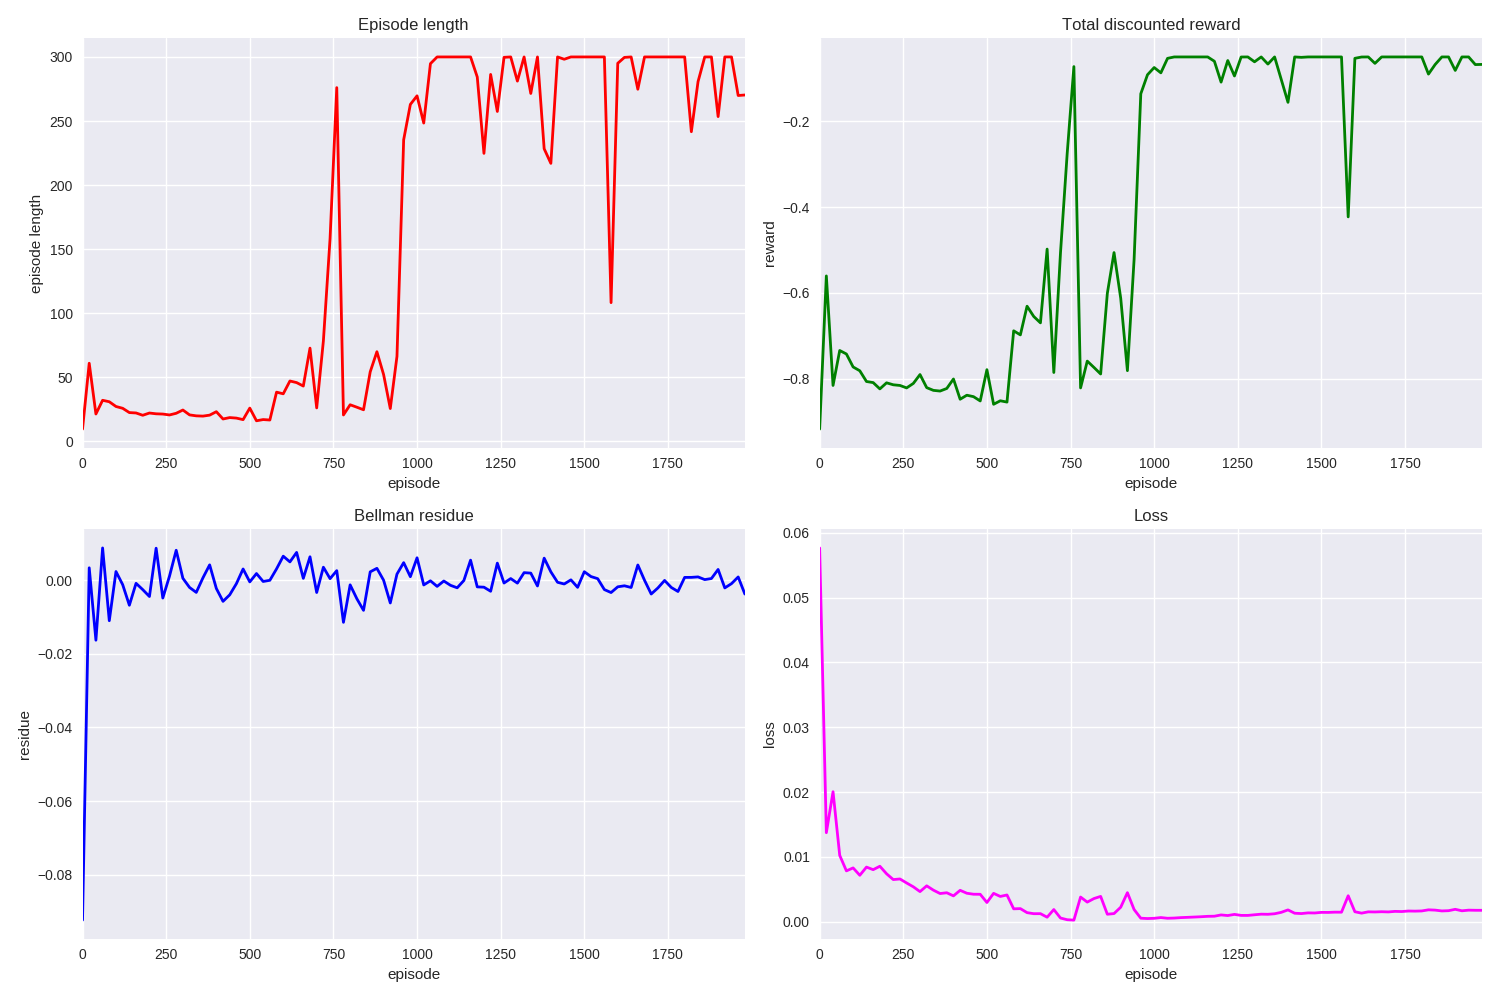 Episode length
300
250
200
150
100
50
0
episode length
0 250 500 750 1000 1250 1500 1750
episode
Total discounted reward
−0.2
−0.4
−0.6
−0.8
reward
0 250 500 750 1000 1250 1500 1750
episode
Bellman residue
0.00
−0.02
−0.04
−0.06
−0.08
residue
0 250 500 750 1000 1250 1500 1750
episode
Loss
0.06
0.05
0.04
0.03
0.02
0.01
0.00
loss
0 250 500 750 1000 1250 1500 1750
episode